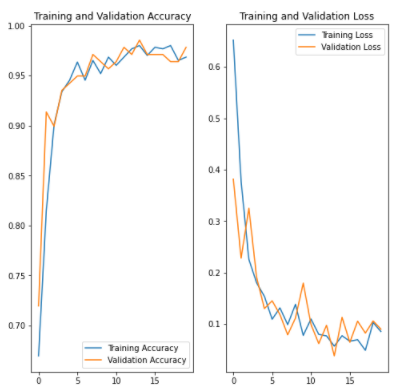 Training and Validation Accuracy
1.00
0.95
0.90
0.85
0.80
0.75
0.70
Training Accuracy
Validation Accuracy
0 5 10 15
Training and Validation Loss
Training Loss
Validation Loss
0.6
0.5
0.4
0.3
0.2
0.1
0 5 10 15